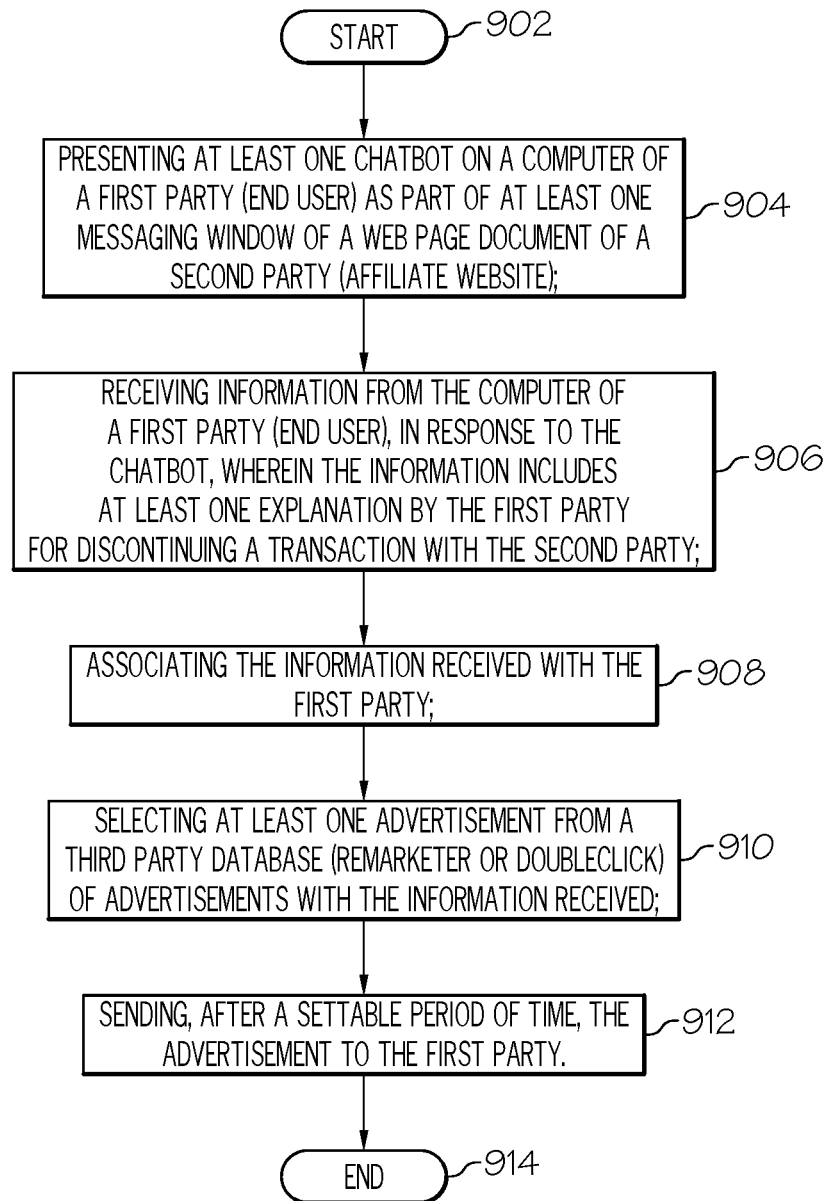 START
902
PRESENTING AT LEAST ONE CHATBOT ON A COMPUTER OF
A FIRST PARTY (END USER) AS PART OF AT LEAST ONE
MESSAGING WINDOW OF A WEB PAGE DOCUMENT OF A
SECOND PARTY (AFFILIATE WEBSITE);
904
RECEIVING INFORMATION FROM THE COMPUTER OF
A FIRST PARTY (END USER), IN RESPONSE TO THE
CHATBOT, WHEREIN THE INFORMATION INCLUDES
AT LEAST ONE EXPLANATION BY THE FIRST PARTY
FOR DISCONTINUING A TRANSACTION WITH THE SECOND PARTY;
906
ASSOCIATING THE INFORMATION RECEIVED WITH THE
FIRST PARTY;
908
SELECTING AT LEAST ONE ADVERTISEMENT FROM A
THIRD PARTY DATABASE (REMARKETER OR DOUBLECLICK)
OF ADVERTISEMENTS WITH THE INFORMATION RECEIVED;
910
SENDING, AFTER A SETTABLE PERIOD OF TIME, THE
ADVERTISEMENT TO THE FIRST PARTY.
912
END
914